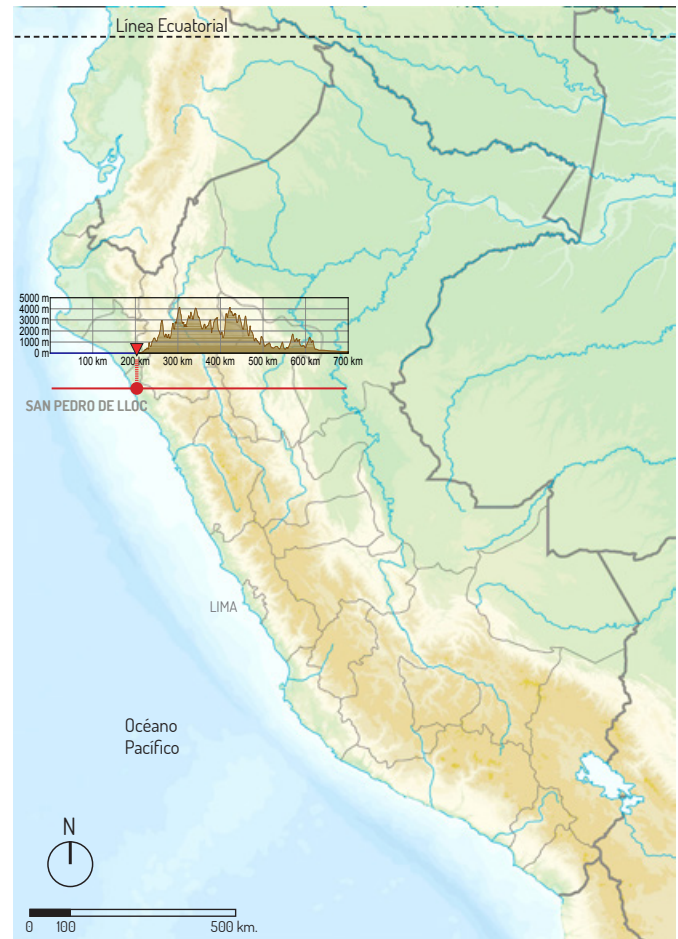 Línea Ecuatorial
5000 m
4000 m
3000 m
2000 m
1000 m
0 m
100 km 200 km 300 km 400 km 500 km 600 km 700 km
SAN PEDRO DE LLOC
LIMA
Océano
Pacífico
N
0 100 500 km.